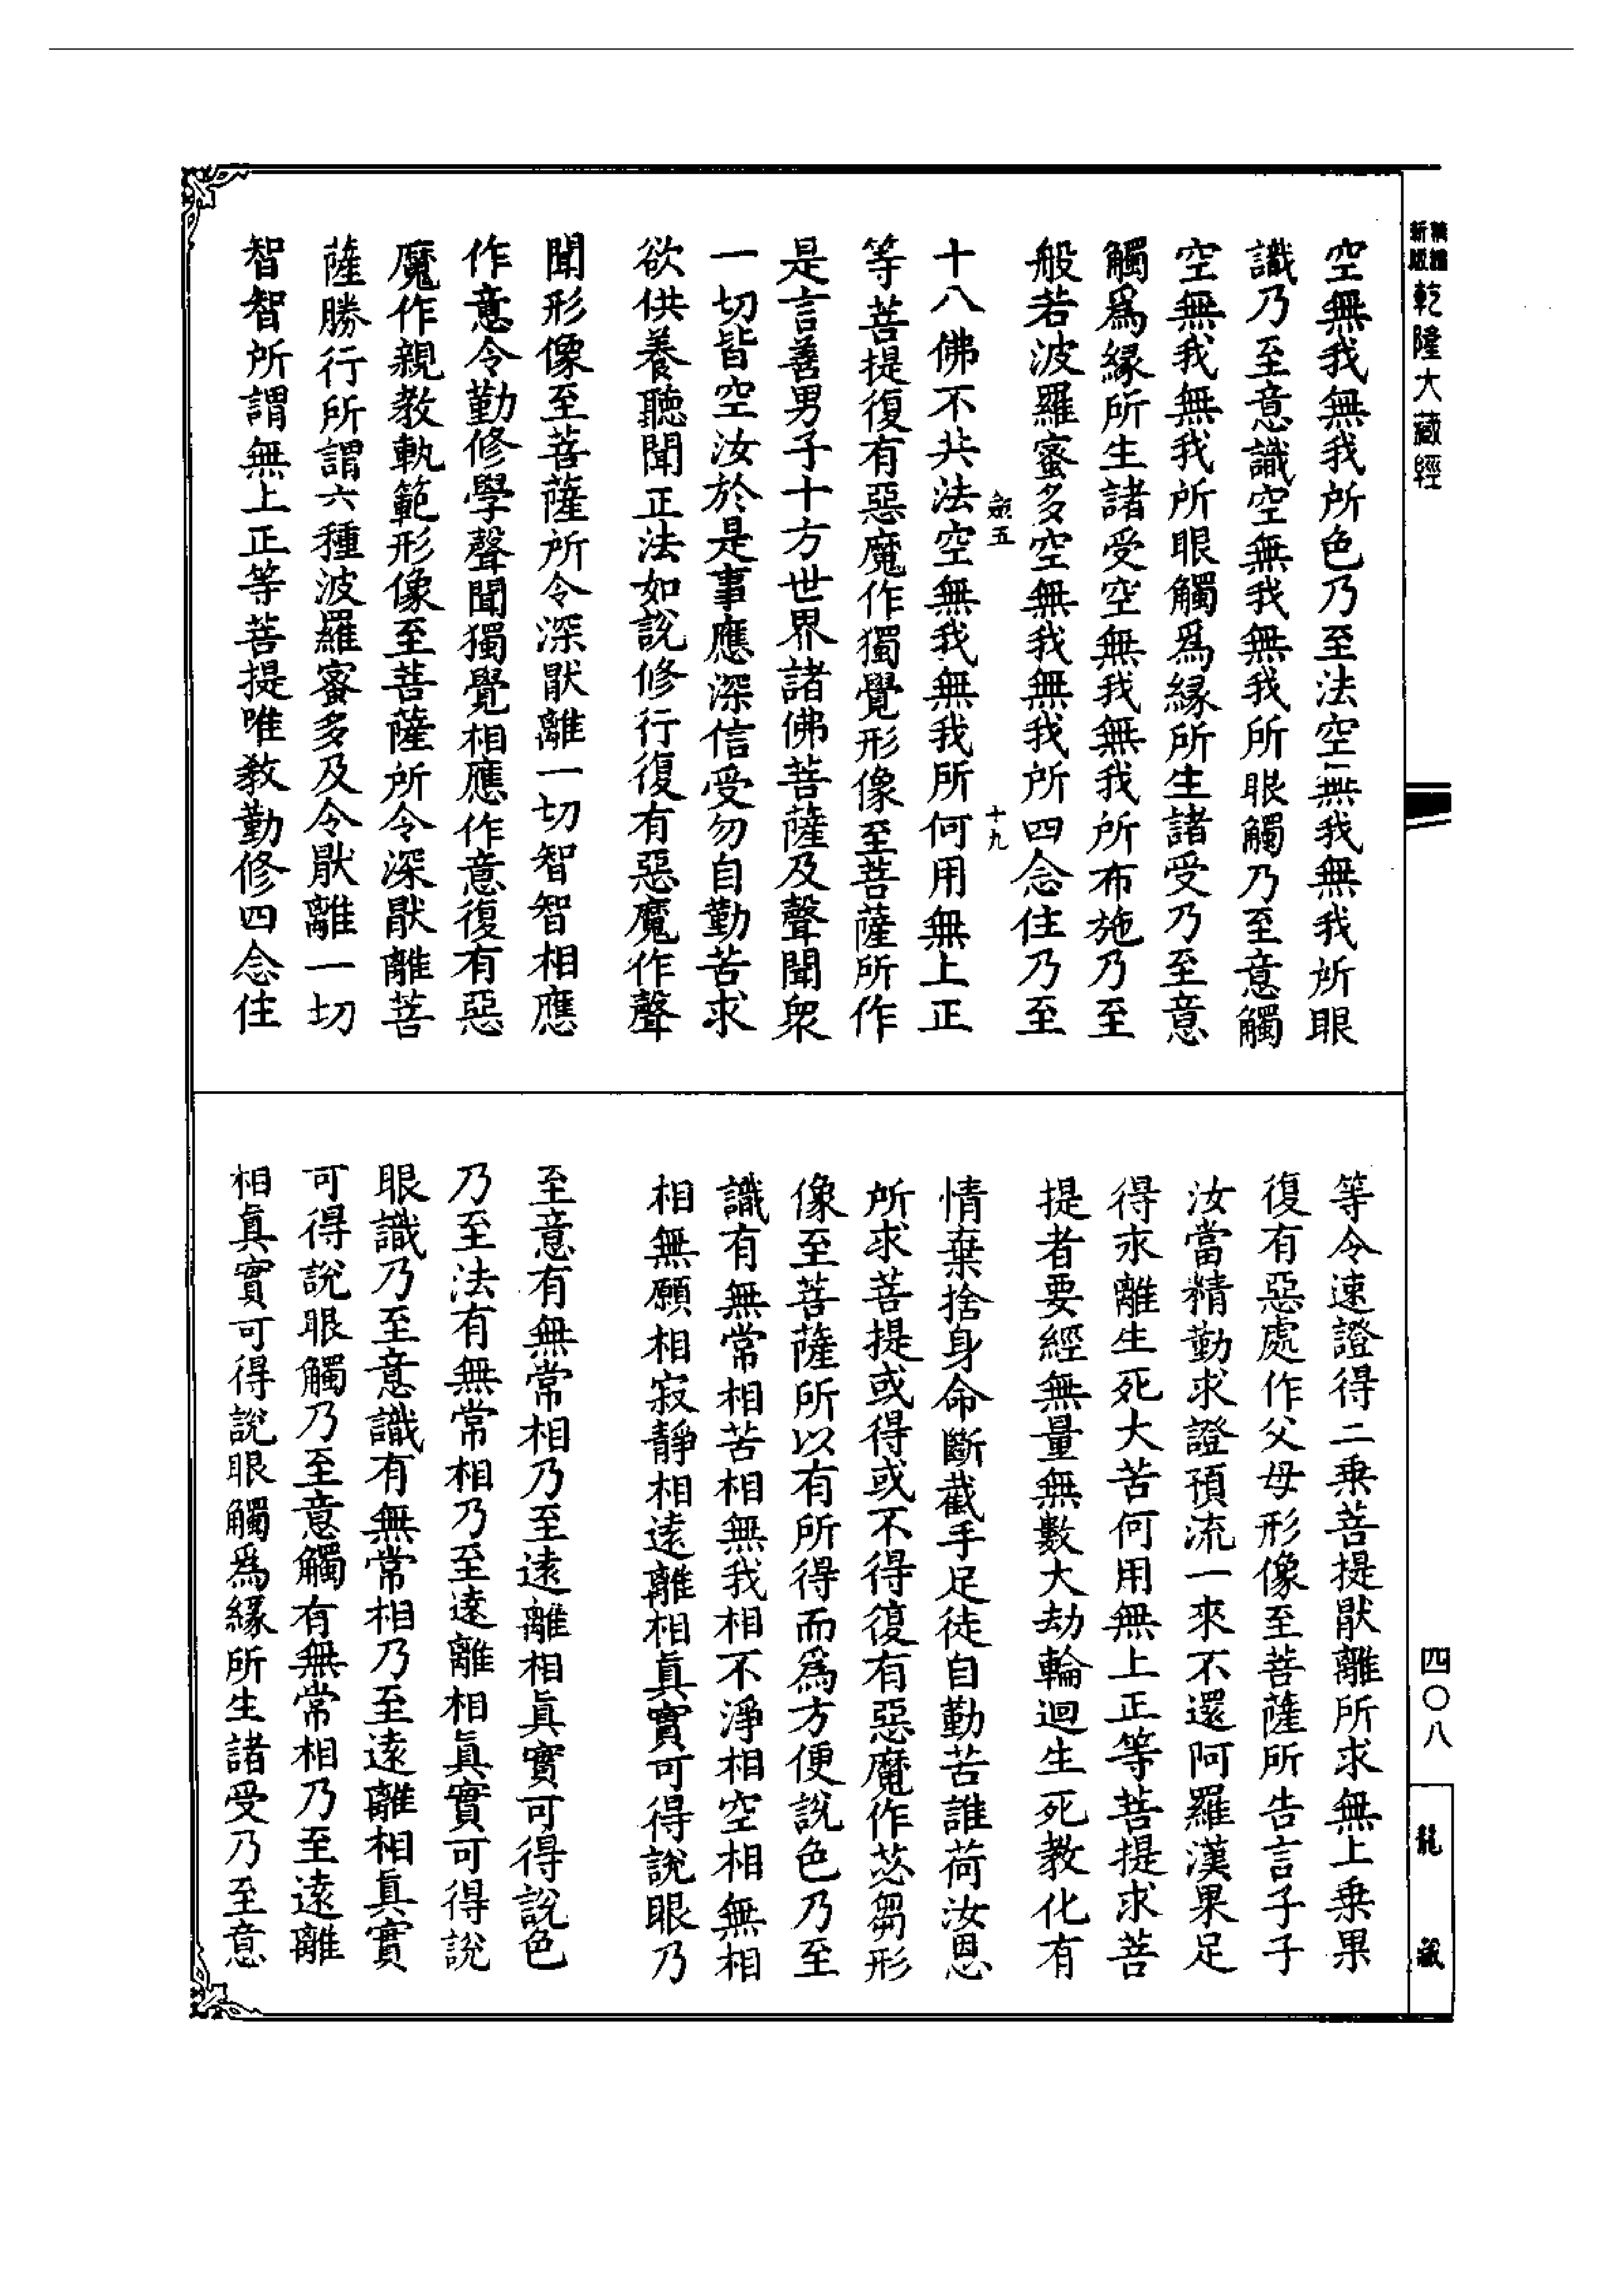 新版精縮乾隆大藏經
空無我無我所色乃至法空無我無我所眼
識乃至意識空無我無我所眼觸乃至意觸
空無我無我所眼觸爲緣所生諸受乃至意
觸爲緣所生諸受空無我無我所布施乃至
般若波羅蜜多空無我無我所四念住乃至
五 十九
十八佛不共法空無我無我所何用無上正
等菩提復有惡魔作獨覺形像至菩薩所作
是言善男子十方世界諸佛菩薩及聲聞衆
一切皆空汝於是事應深信受勿自勤苦求
欲供養聽聞正法如說修行復有惡魔作聲
聞形像至菩薩所令深猒離一切智智相應
作意令勤修學聲聞獨覺相應作意復有惡
魔作親教軌範形像至菩薩所令深猒離菩
薩勝行所謂六種波羅蜜多及令猒離一切
智智所謂無上正等菩提唯教勤修四念住
等令速證得二乗菩提猒離所求無上乗果
復有惡處作父母形像至菩薩所告言子子
汝當精勤求證預流一來不還阿羅漢果足
得永離生死大苦何用無上正等菩提求菩
提者要經無量無數大劫輪迴生死教化有
情棄捨身命斷截手足徒自勤苦誰荷汝恩
所求菩提或得或不得復有惡魔作苾芻形
像至菩薩所以有所得而爲方便說色乃至
識有無常相苦相無我相不淨相空相無相
相無願相寂靜相遠離相眞實可得說眼乃
至意有無常相乃至遠離相眞實可得說色
乃至法有無常相乃至遠離相眞實可得說
眼識乃至意識有無常相乃至遠離相眞實
可得說眼觸乃至意觸有無常相乃至遠離
相眞實可得說眼觸爲緣所生諸受乃至意
四〇八
龍藏